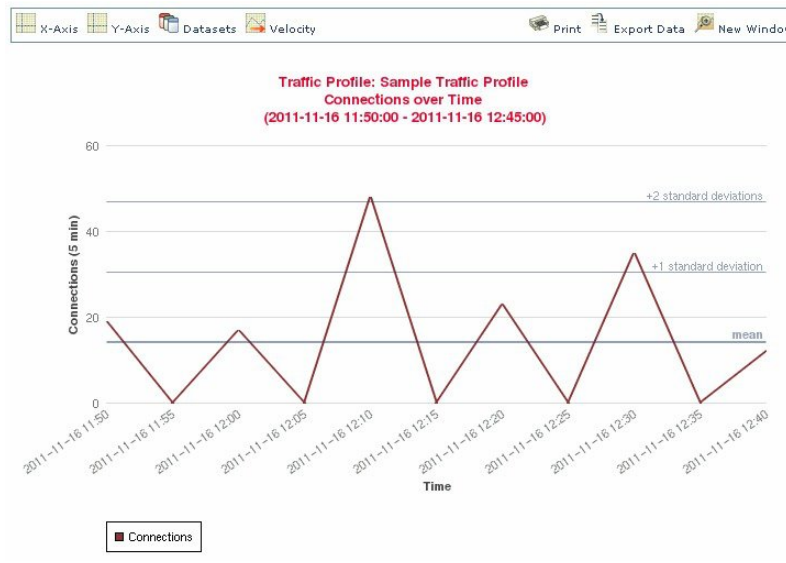 X-Axis Y-Axis Datasets Velocity Print Export Data New Windo
Traffic Profile: Sample Traffic Profile
Connections over Time
(2011-11-16 11:50:00 - 2011-11-16 12:45:00)
Connections (5 min)
60
+2 standard deviations
40
+1 standard deviation
20
mean
0
2011-11-16 11:50
2011-11-16 11:55
2011-11-16 12:00
2011-11-16 12:05
2011-11-16 12:10
2011-11-16 12:15
2011-11-16 12:20
2011-11-16 12:25
2011-11-16 12:30
2011-11-16 12:35
2011-11-16 12:40
Time
Connections